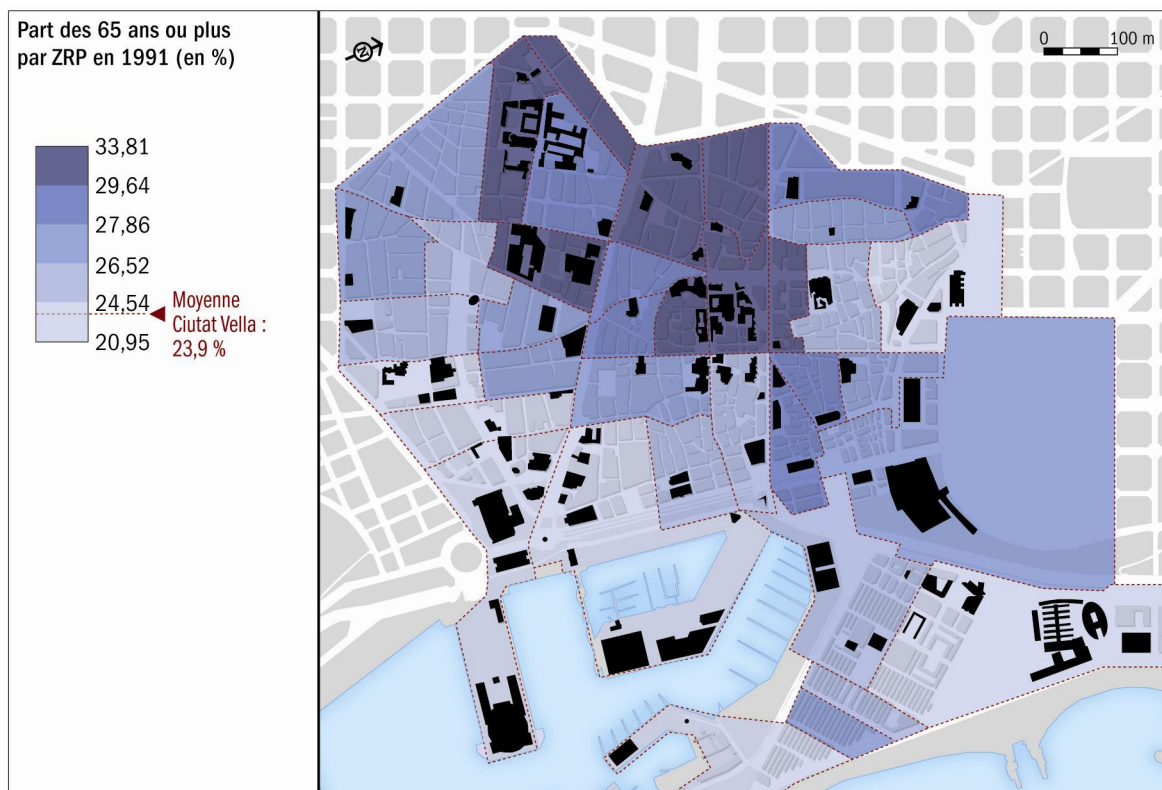 Part des 65 ans ou plus
par ZRP en 1991 (en %)
33,81
29,64
27,86
26,52
24,54
20,95
Moyenne
Ciutat Vella :
23,9 %
N
0 100 m